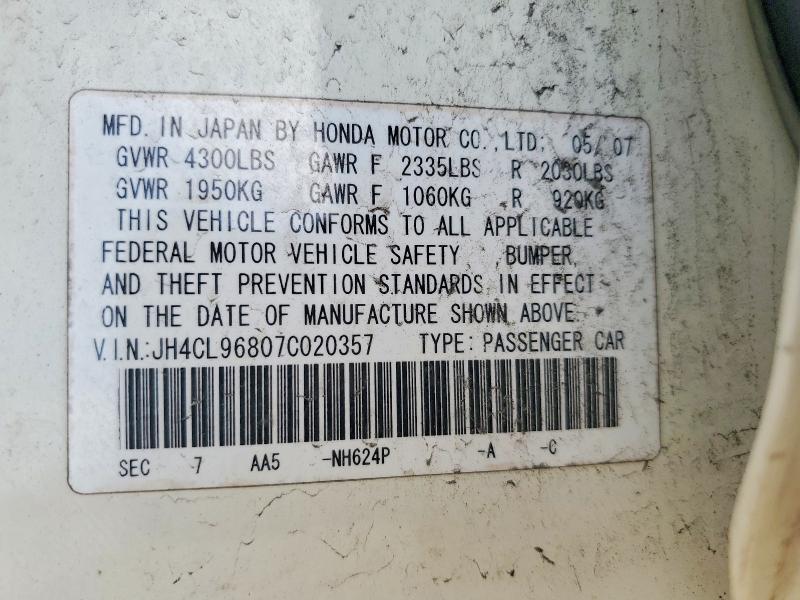 MFD. IN JAPAN BY HONDA MOTOR CO.,LTD. 05/07
GVWR 4300LBS GAWR F 2335LBS R 2030LBS
GVWR 1950KG GAWR F 1060KG R 920KG
THIS VEHICLE CONFORMS TO ALL APPLICABLE
FEDERAL MOTOR VEHICLE SAFETY BUMPER,
AND THEFT PREVENTION STANDARDS IN EFFECT
ON THE DATE OF MANUFACTURE SHOWN ABOVE.
V.I.N.:JH4CL96807C020357 TYPE: PASSENGER CAR
SEC 7 AA5 -NH624P -A -C